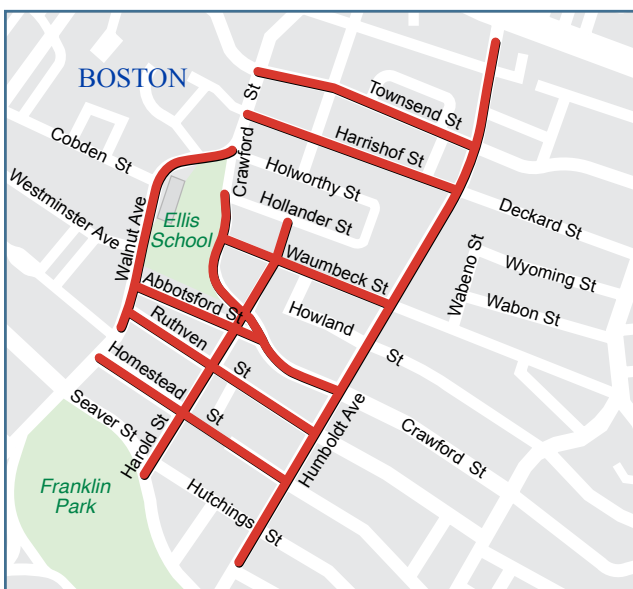 BOSTON
Townsend St
Crawford St
Harrishof St
Cobden St
Holworthy St
Westminster Ave
Walnut Ave
Ellis
School
Hollander St
Deckard St
Wabeno St
Wyoming St
Waumbeck St
Abbotsford St
Wabon St
Howland St
Ruthven St
Homestead St
Seaver St
Harold St
Humboldt Ave
Crawford St
Franklin
Park
Hutchings St